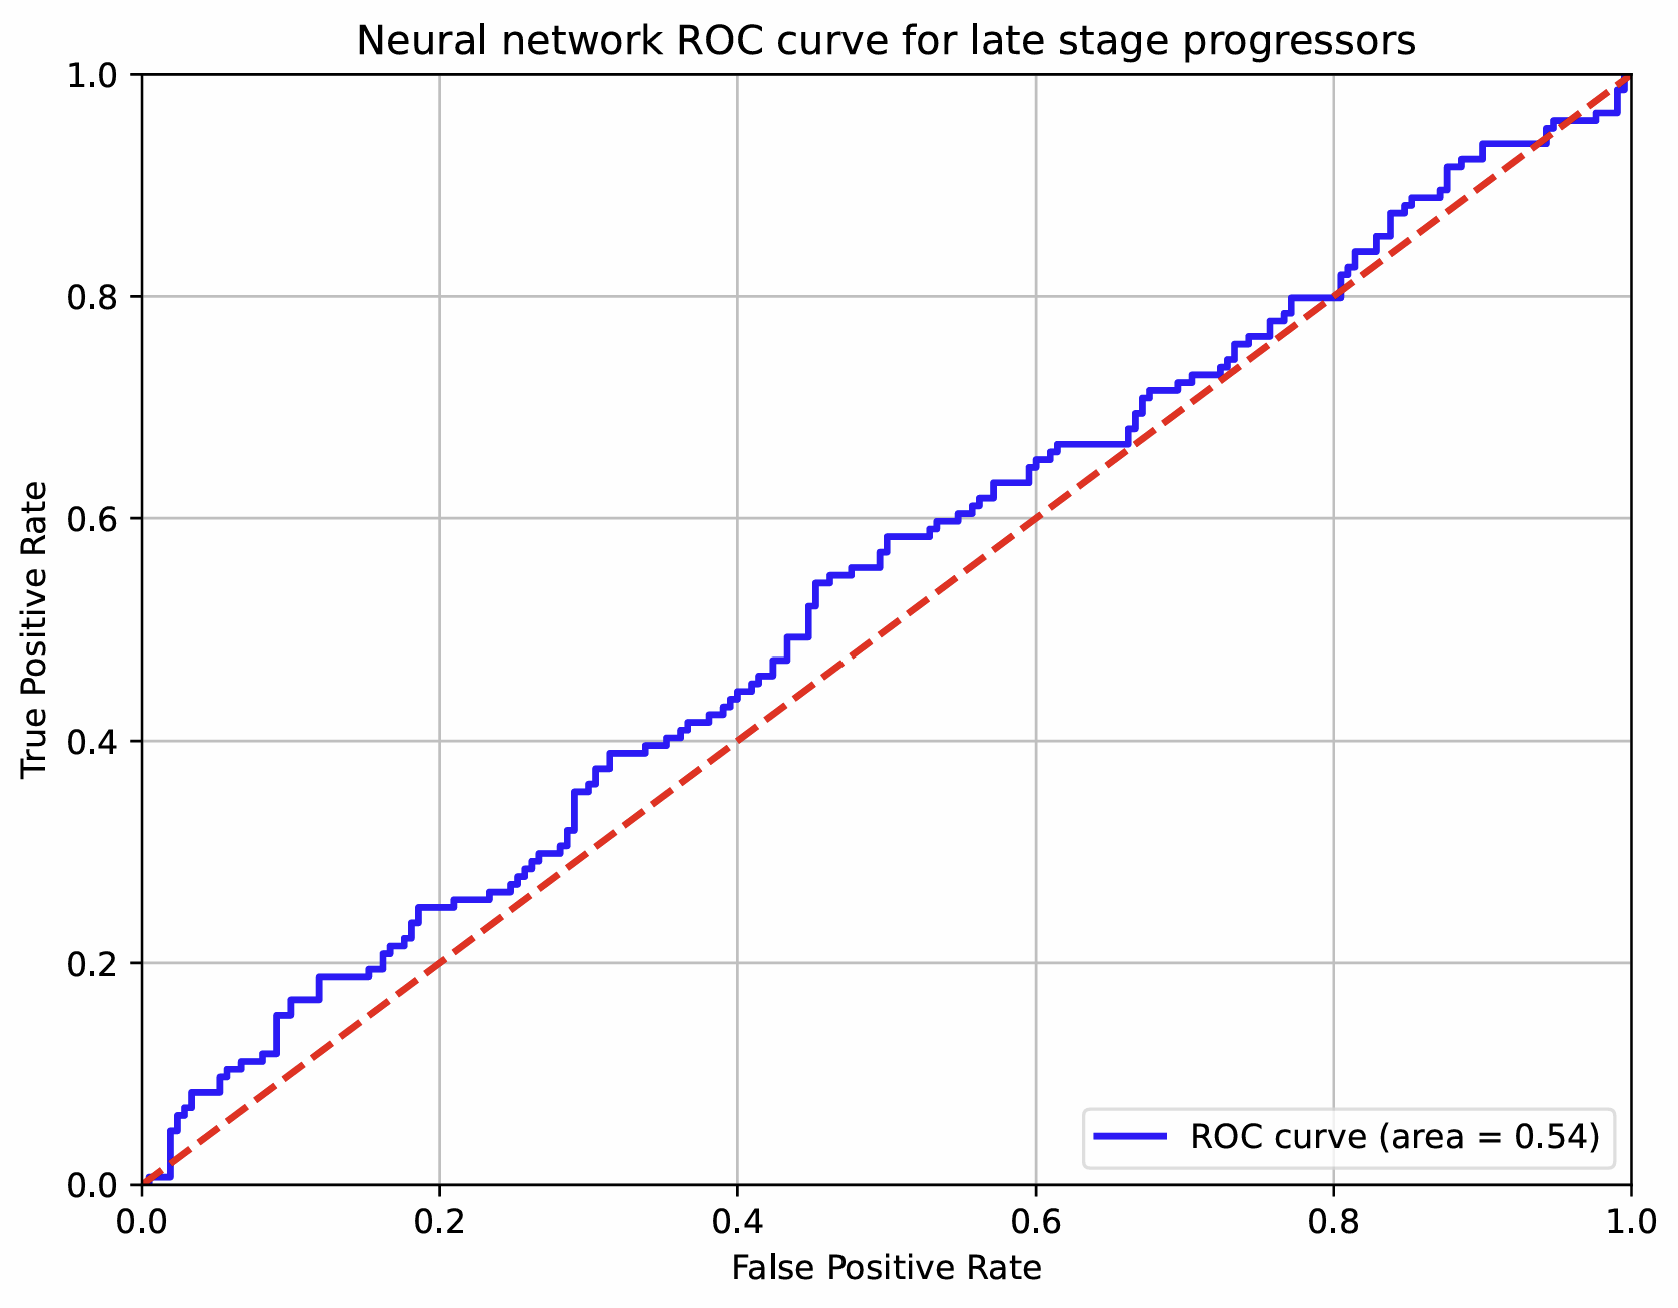 Neural network ROC curve for late stage progressors
1.0
0.8
0.6
0.4
0.2
0.0
True Positive Rate
ROC curve (area = 0.54)
0.0 0.2 0.4 0.6 0.8 1.0
False Positive Rate